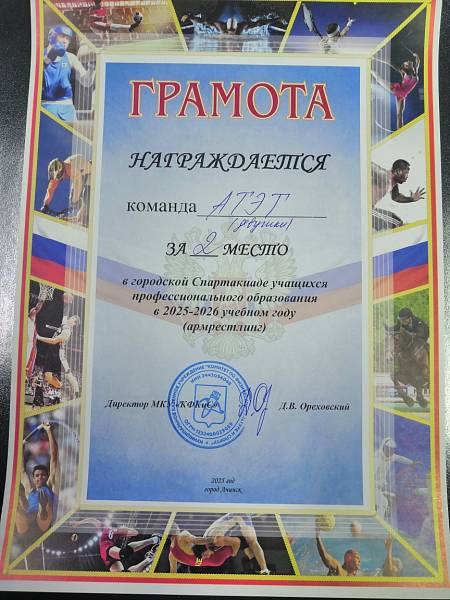 ГРАМОТА
НАГРАЖДАЕТСЯ
команда АТЭТ
(девушки)
ЗА 2 МЕСТО
в городской Спартакиаде учащихся
профессионального образования
в 2025-2026 учебном году
(армрестлинг)
Директор МКУ «КФКиС» Д.В. Ореховский
2025 год
город Ачинск